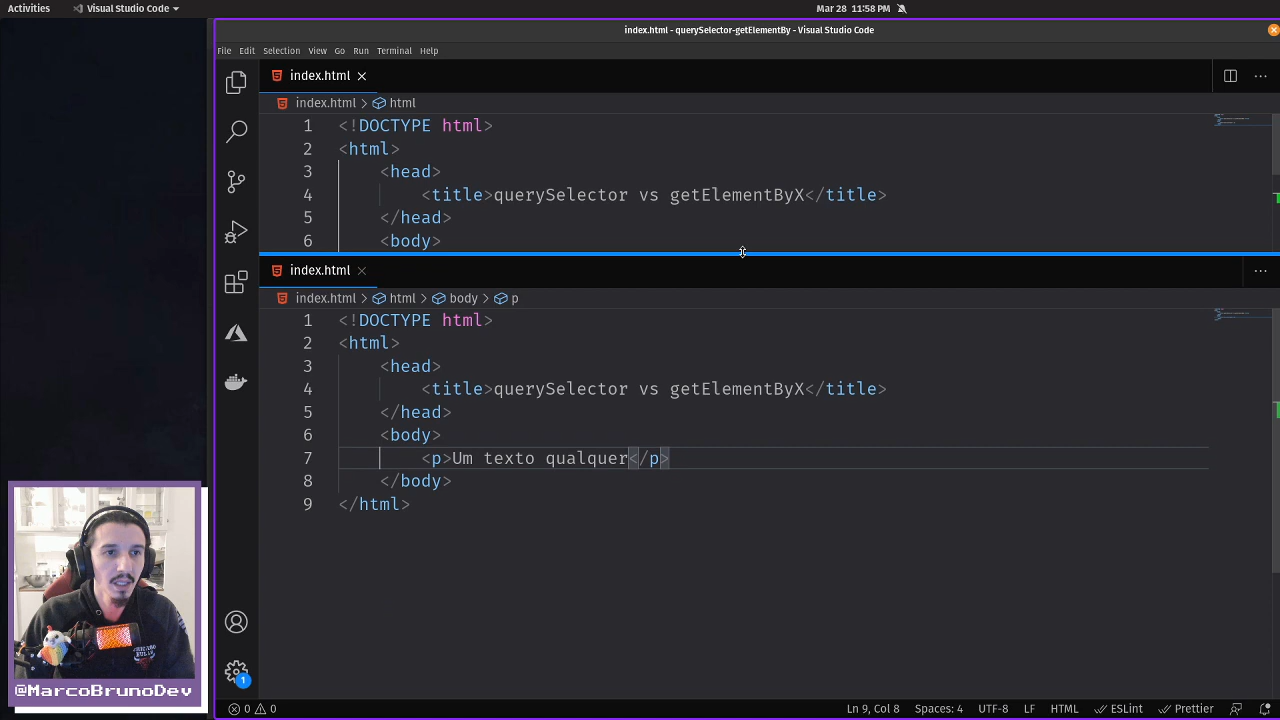 Activities
Visual Studio Code
Mar 28 11:58 PM
index.html - querySelector-getElementBy - Visual Studio Code
File Edit Selection View Go Run Terminal Help
index.html
index.html > html
1 <!DOCTYPE html>
2 <html>
3 <head>
4 <title>querySelector vs getElementByX</title>
5 </head>
6 <body>
index.html
index.html > html > body > p
1 <!DOCTYPE html>
2 <html>
3 <head>
4 <title>querySelector vs getElementByX</title>
5 </head>
6 <body>
7 <p>Um texto qualquer</p>
8 </body>
9 </html>
1
CHICAGO
BULLS
@MarcoBrunoDev
0 0
Ln 9, Col 8 Spaces: 4 UTF-8 LF HTML ESLint Prettier